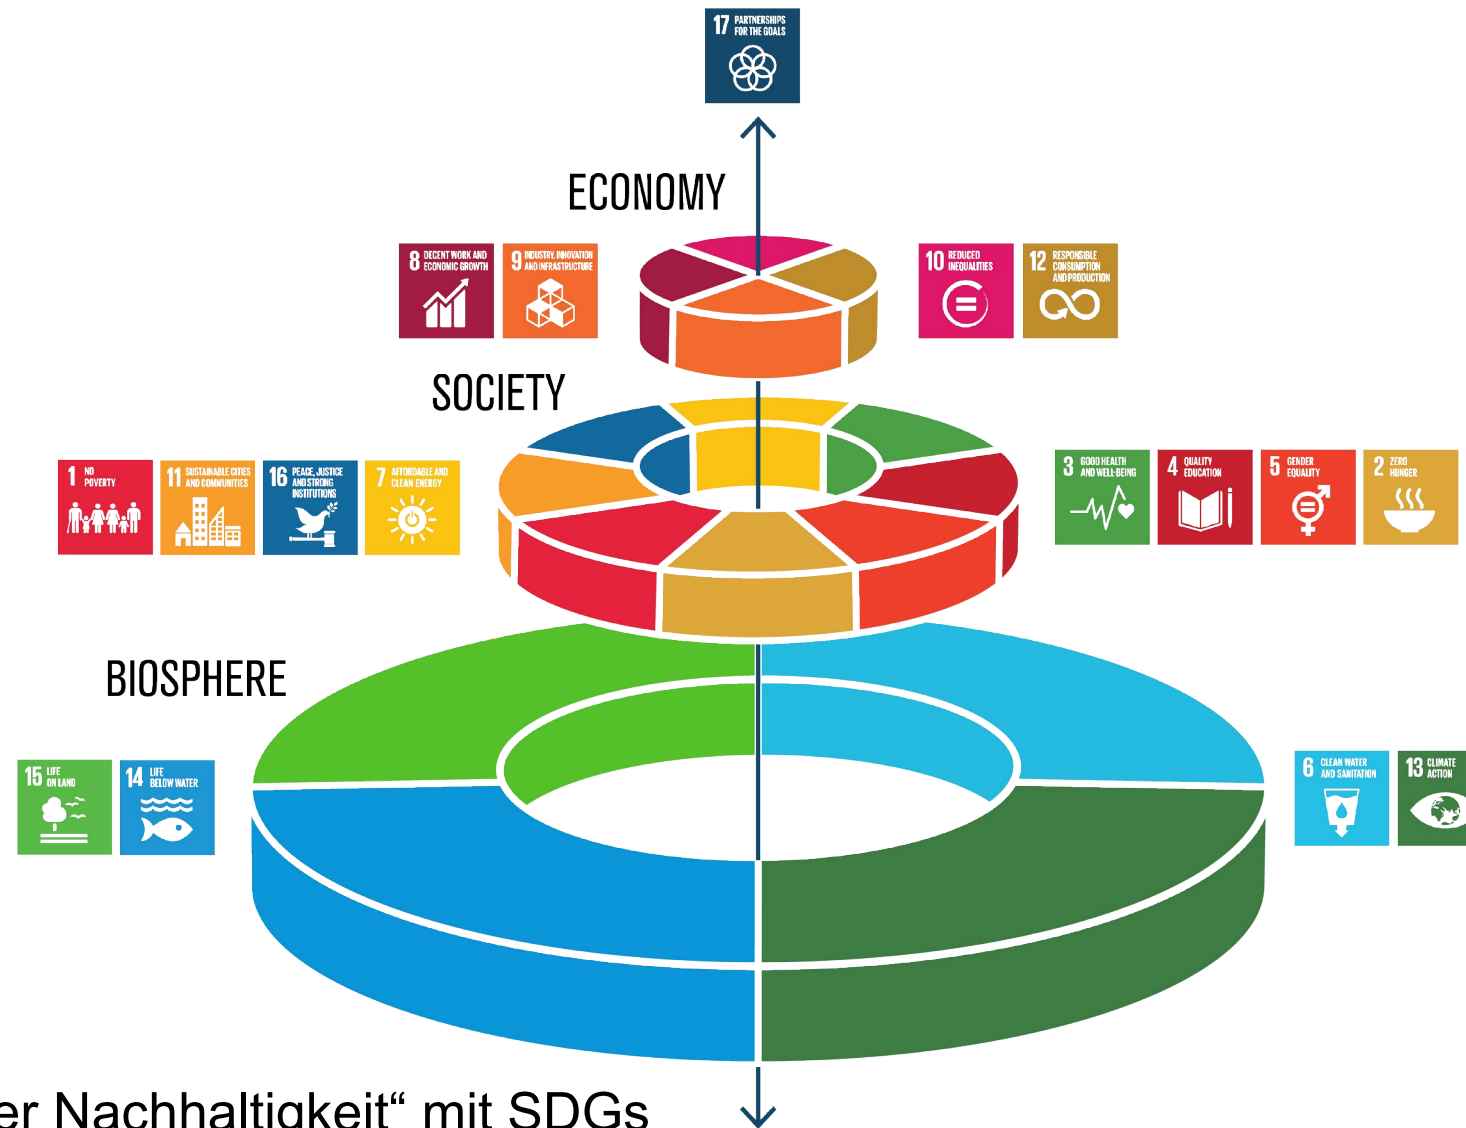 17 PARTNERSHIPS
FOR THE GOALS
ECONOMY
8 DECENT WORK AND
ECONOMIC GROWTH
9 INDUSTRY, INNOVATION
AND INFRASTRUCTURE
10 REDUCED
INEQUALITIES
12 RESPONSIBLE
CONSUMPTION
AND PRODUCTION
SOCIETY
1 NO
POVERTY
11 SUSTAINABLE CITIES
AND COMMUNITIES
16 PEACE, JUSTICE
AND STRONG
INSTITUTIONS
7 AFFORDABLE AND
CLEAN ENERGY
3 GOOD HEALTH
AND WELL-BEING
4 QUALITY
EDUCATION
5 GENDER
EQUALITY
2 ZERO
HUNGER
BIOSPHERE
15 LIFE
ON LAND
14 LIFE
BELOW WATER
6 CLEAN WATER
AND SANITATION
13 CLIMATE
ACTION
er Nachhaltigkeit“ mit SDGs